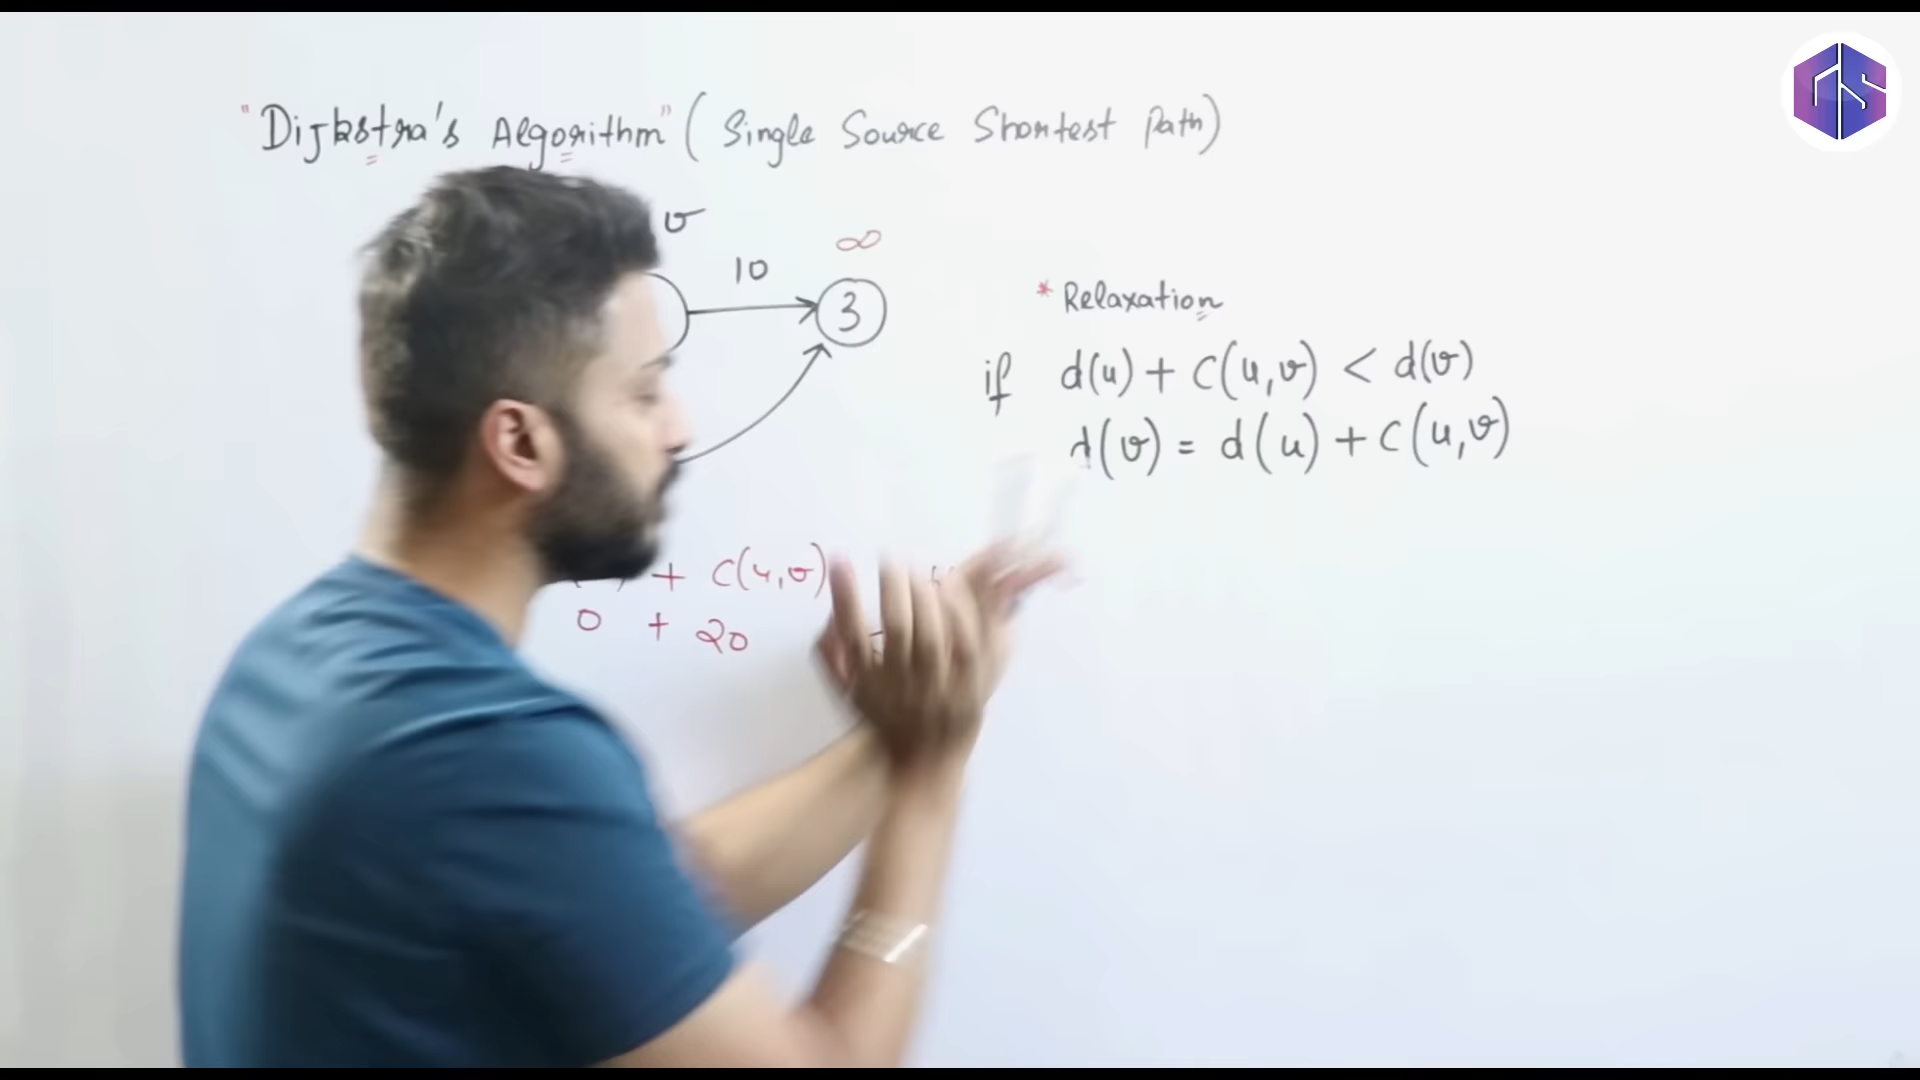 "Dijkstra's Algorithm" (Single Source Shortest Path)
v
∞
10
3
* Relaxation
if d(u) + C(u,v) < d(v)
d(v) = d(u) + C(u,v)
+ C(u,v)
0 + 20